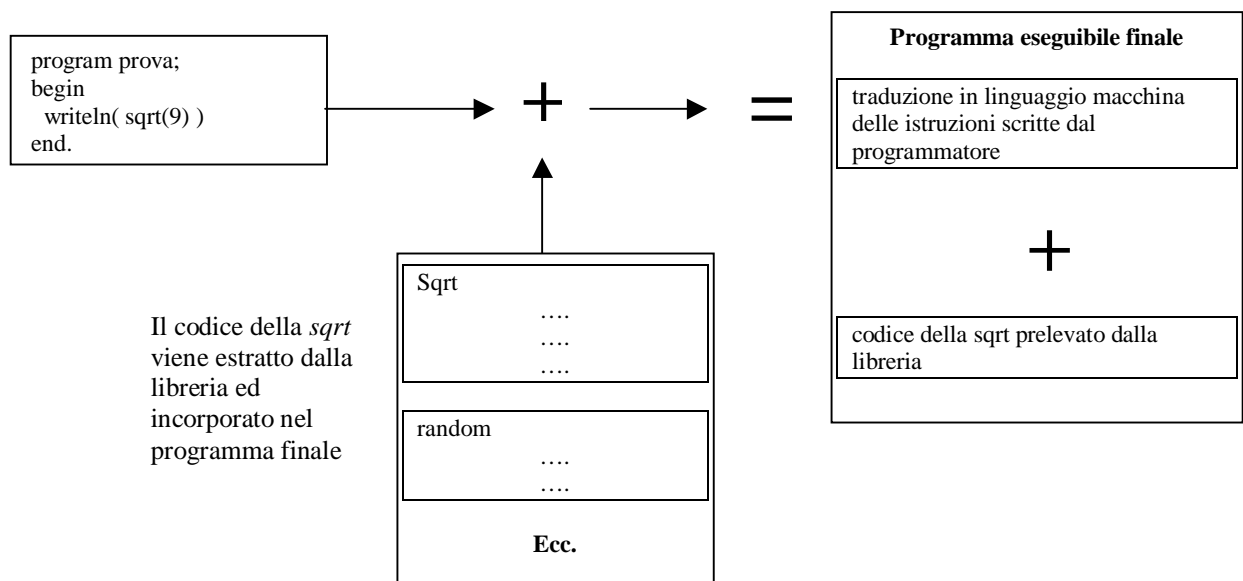 program prova;
begin
writeln( sqrt(9) )
end.
+
=
Programma eseguibile finale
traduzione in linguaggio macchina
delle istruzioni scritte dal
programmatore
+
codice della sqrt prelevato dalla
libreria
Il codice della sqrt
viene estratto dalla
libreria ed
incorporato nel
programma finale
Sqrt
....
....
....
random
....
....
Ecc.